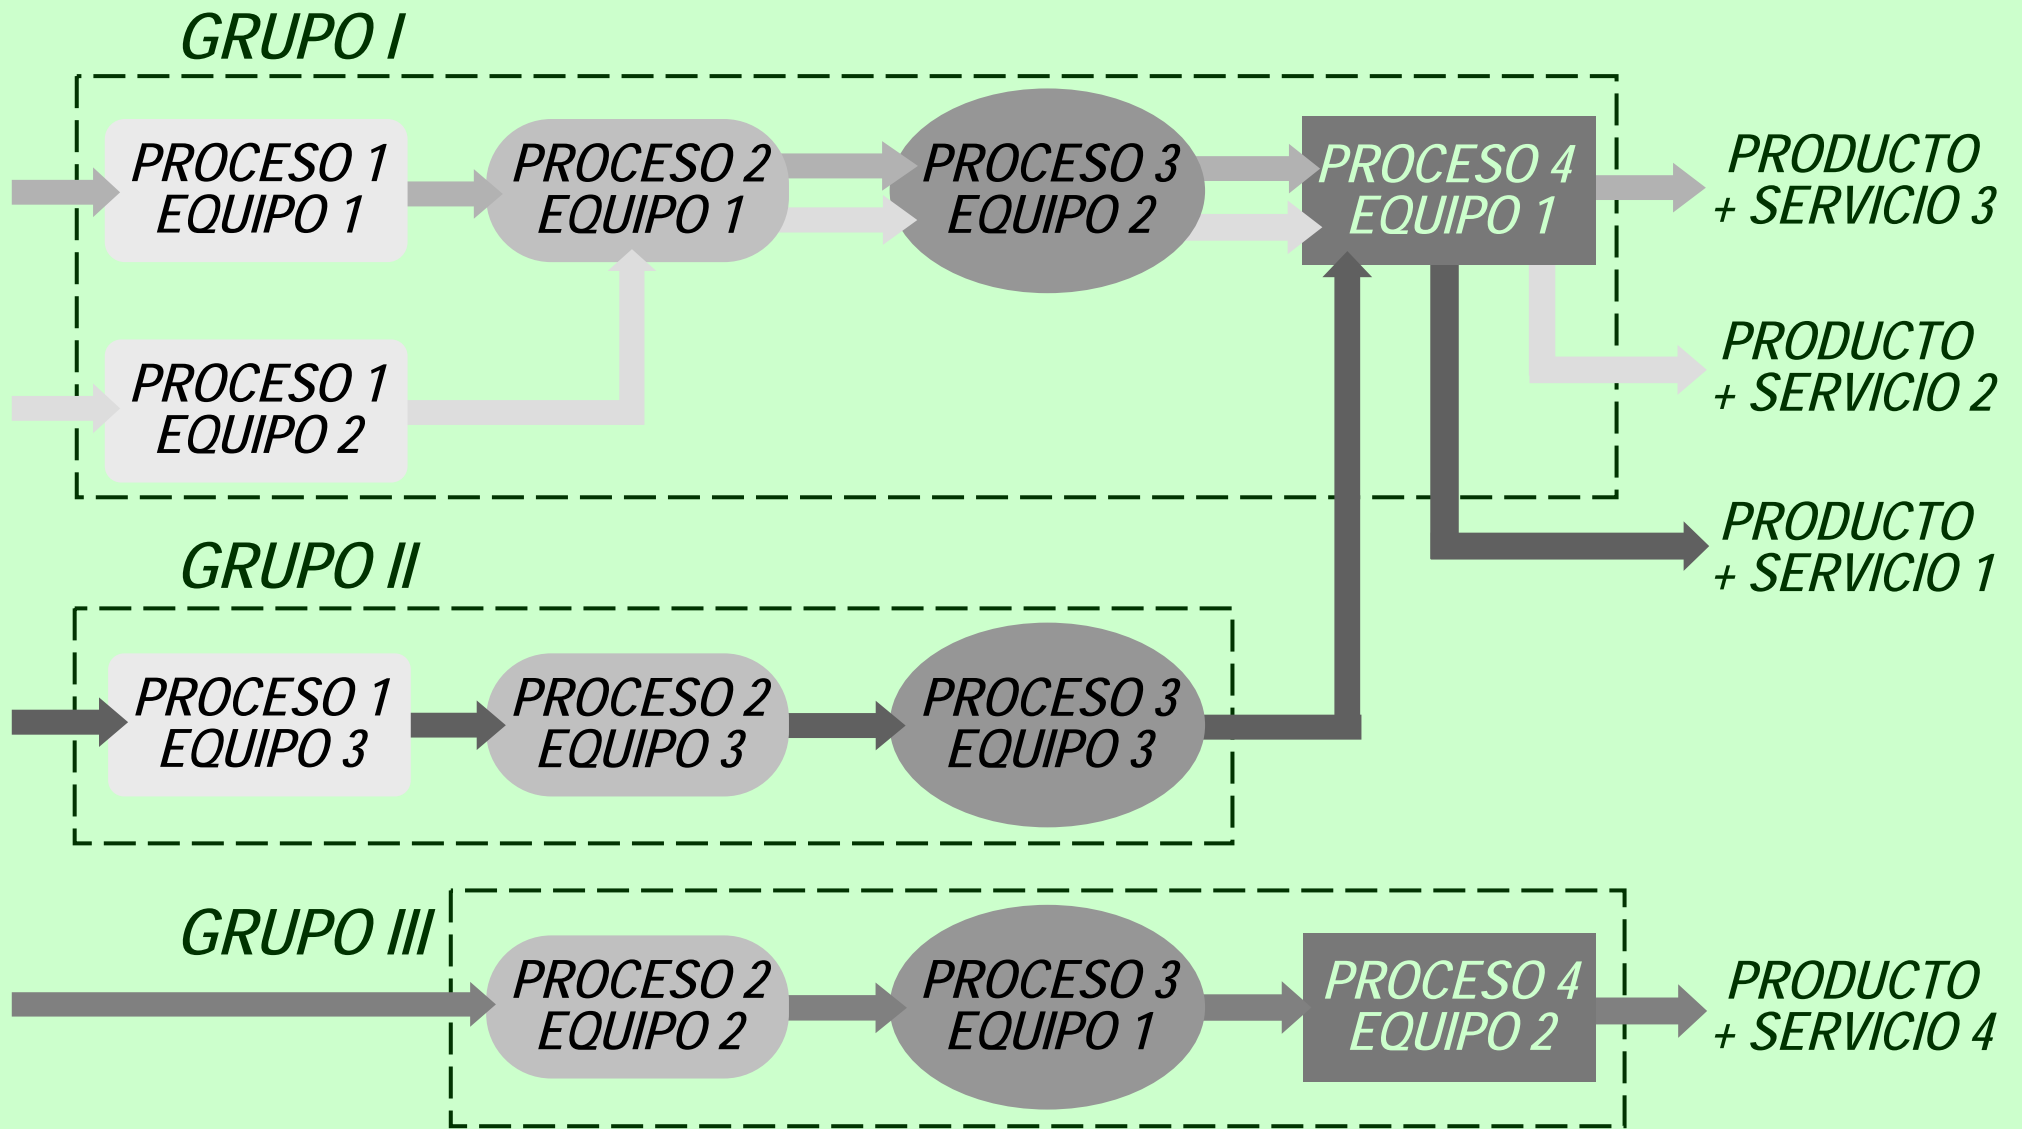 GRUPO I
PROCESO 1
EQUIPO 1
PROCESO 2
EQUIPO 1
PROCESO 3
EQUIPO 2
PROCESO 4
EQUIPO 1
PRODUCTO
+ SERVICIO 3
PROCESO 1
EQUIPO 2
PRODUCTO
+ SERVICIO 2
PRODUCTO
+ SERVICIO 1
GRUPO II
PROCESO 1
EQUIPO 3
PROCESO 2
EQUIPO 3
PROCESO 3
EQUIPO 3
GRUPO III
PROCESO 2
EQUIPO 2
PROCESO 3
EQUIPO 1
PROCESO 4
EQUIPO 2
PRODUCTO
+ SERVICIO 4